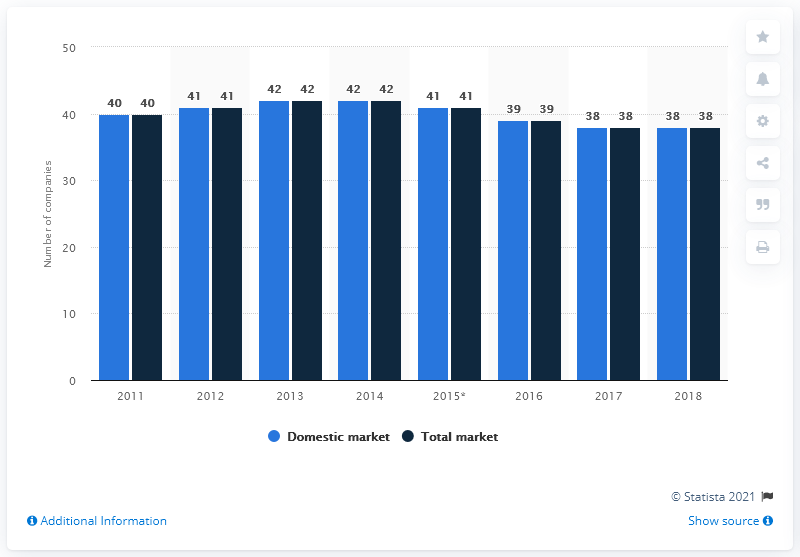 50
40
30
20
10
0
Number of companies
40 40 41 41 42 42 42 42 41 41 39 39 38 38 38 38
2011 2012 2013 2014 2015* 2016 2017 2018
Domestic market Total market
© Statista 2021
Additional Information Show source